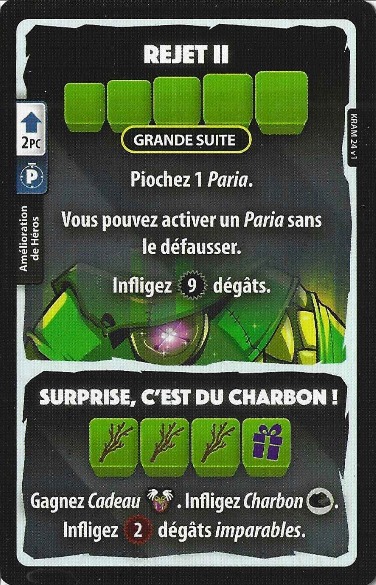 REJET II
GRANDE SUITE
Piochez 1 Paria.
Vous pouvez activer un Paria sans
le défausser.
Infligez 9 dégâts.
2PC
P
Amélioration
de Héros
KRAM 24 v1
SURPRISE, C'EST DU CHARBON !
Gagnez Cadeau . Infligez Charbon .
Infligez 2 dégâts imparables.